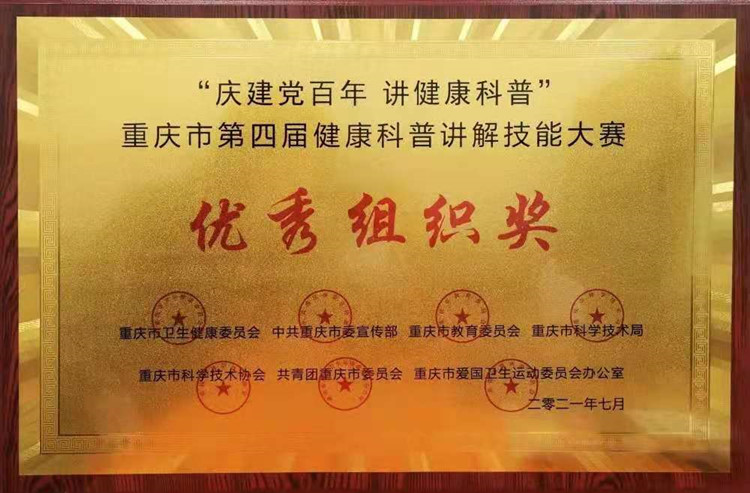 “庆建党百年 讲健康科普”
重庆市第四届健康科普讲解技能大赛
优秀组织奖
重庆市卫生健康委员会 中共重庆市委宣传部 重庆市教育委员会 重庆市科学技术局
重庆市科学技术协会 共青团重庆市委员会 重庆市爱国卫生运动委员会办公室
二零二一年七月